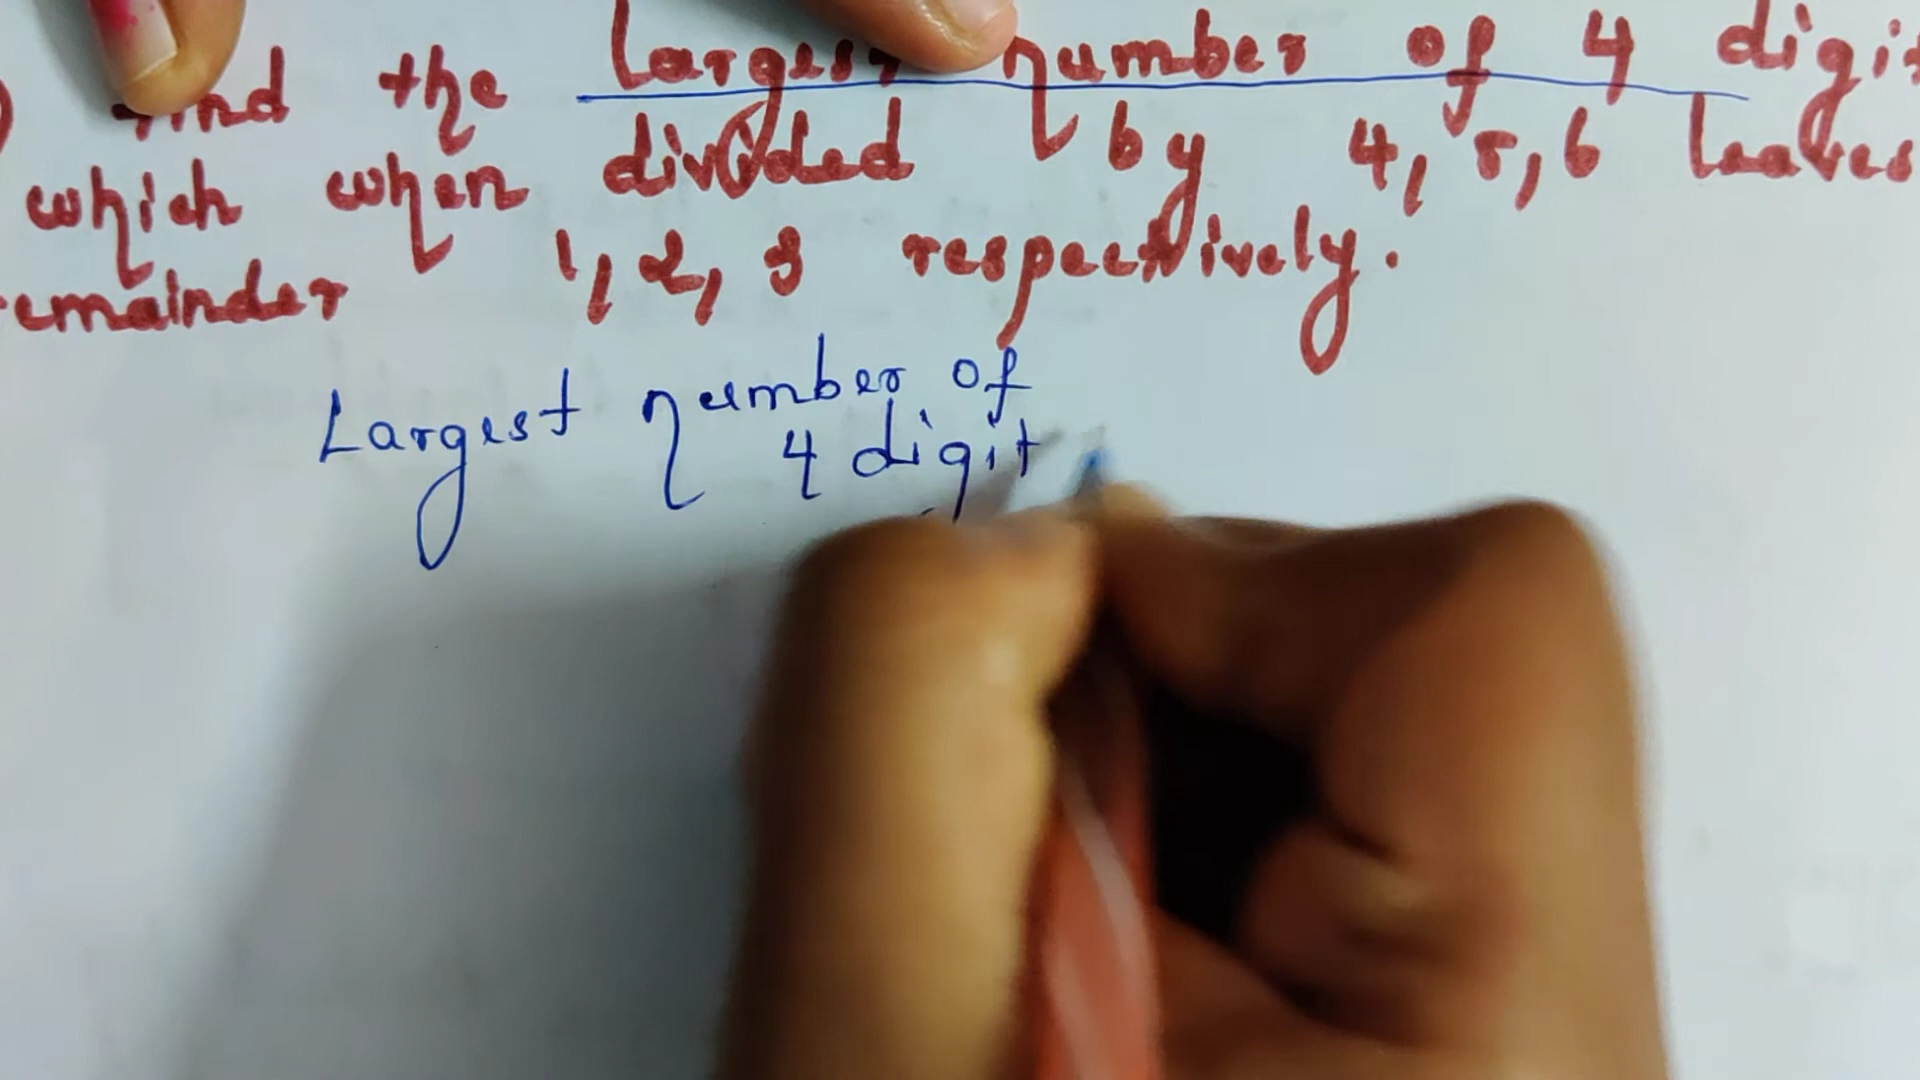 Find the Largest number of 4 digit
which when divided by 4, 5, 6 leaves
remainder 1, 2, 3 respectively.
Largest number of
4 digit